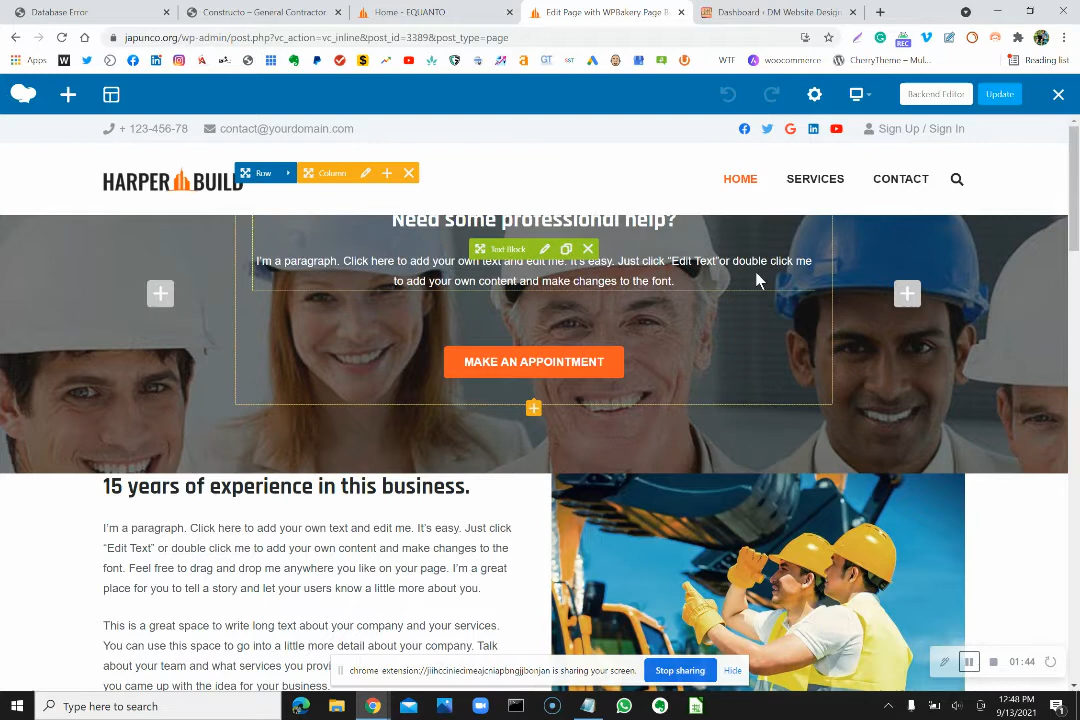 Database Error
Constructo – General Contractor
Home - EQUANTO
Edit Page with WPBakery Page B
Dashboard ‹ DM Website Design
japunco.org/wp-admin/post.php?vc_action=vc_inline&post_id=3389&post_type=page
Apps
WTF
woocommerce
CherryTheme – Mul...
Reading list
Backend Editor
Update
+ 123-456-78
contact@yourdomain.com
Sign Up / Sign In
HARPER BUILD
Row
Column
HOME
SERVICES
CONTACT
Need some professional help?
Text Block
I'm a paragraph. Click here to add your own text and edit me. It's easy. Just click “Edit Text”or double click me
to add your own content and make changes to the font.
MAKE AN APPOINTMENT
15 years of experience in this business.
I'm a paragraph. Click here to add your own text and edit me. It's easy. Just click
“Edit Text” or double click me to add your own content and make changes to the
font. Feel free to drag and drop me anywhere you like on your page. I'm a great
place for you to tell a story and let your users know a little more about you.
This is a great space to write long text about your company and your services.
You can use this space to go into a little more detail about your company. Talk
about your team and what services you provi
you came up with the idea for your business.
chrome-extension://jiihcciniecimeajcniapbngjjbonjan is sharing your screen.
Stop sharing
Hide
1:44
Type here to search
12:48 PM
9/13/2021